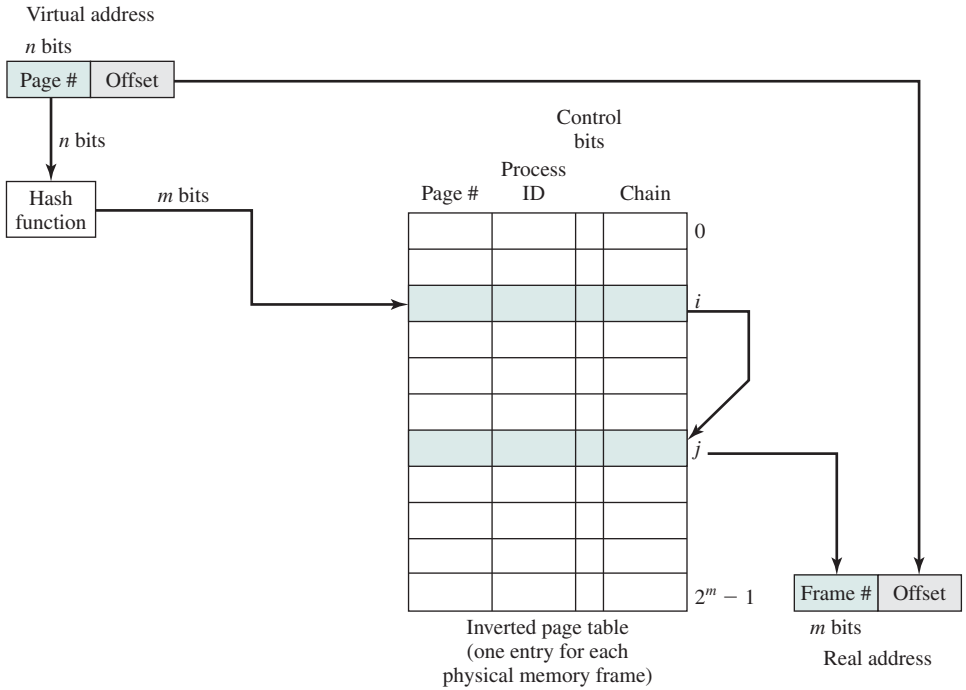 Virtual address
n bits
Page # Offset
n bits
Hash
function
m bits
Control
bits
Process
Page # ID Chain
0
i
j
2^m − 1
Frame # Offset
m bits
Real address
Inverted page table
(one entry for each
physical memory frame)